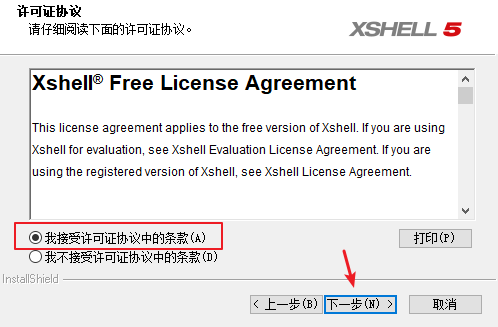 许可证协议
请仔细阅读下面的许可证协议。
XSHELL 5
Xshell® Free License Agreement
This license agreement applies to the free version of Xshell. If you are using
Xshell for evaluation, see Xshell Evaluation License Agreement. If you are
using the registered version of Xshell, see Xshell License Agreement.
我接受许可证协议中的条款(A)
打印(P)
我不接受许可证协议中的条款(D)
InstallShield
< 上一步(B)
下一步(N) >
取消